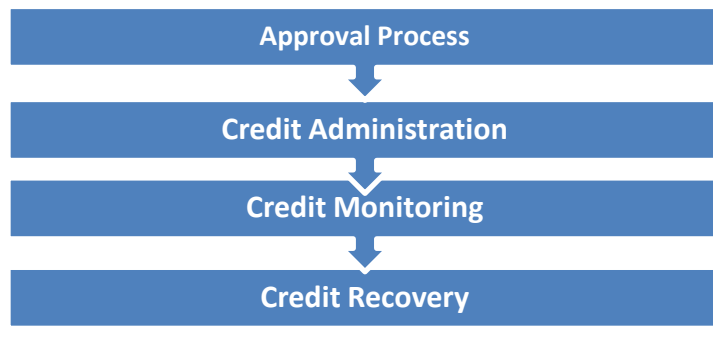 Approval Process
Credit Administration
Credit Monitoring
Credit Recovery